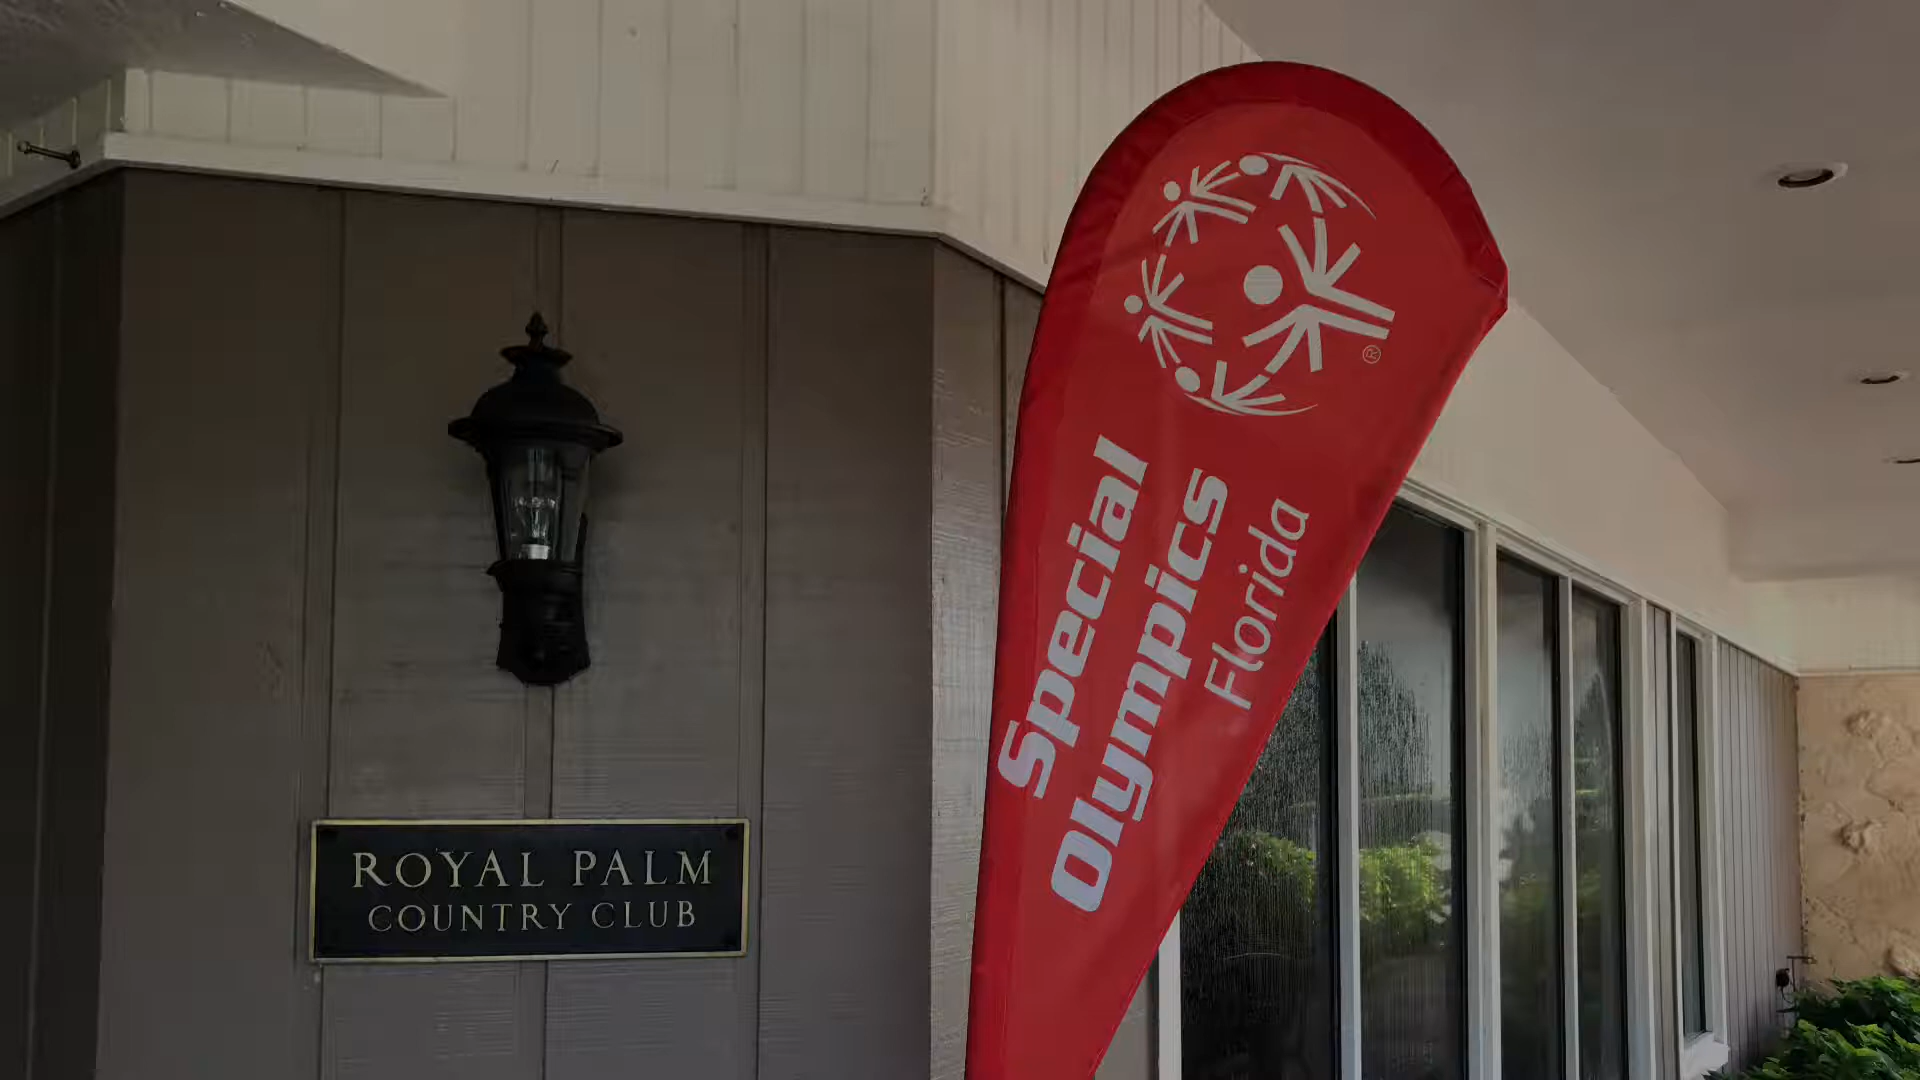 ROYAL PALM
COUNTRY CLUB
Special
Olympics
Florida
®